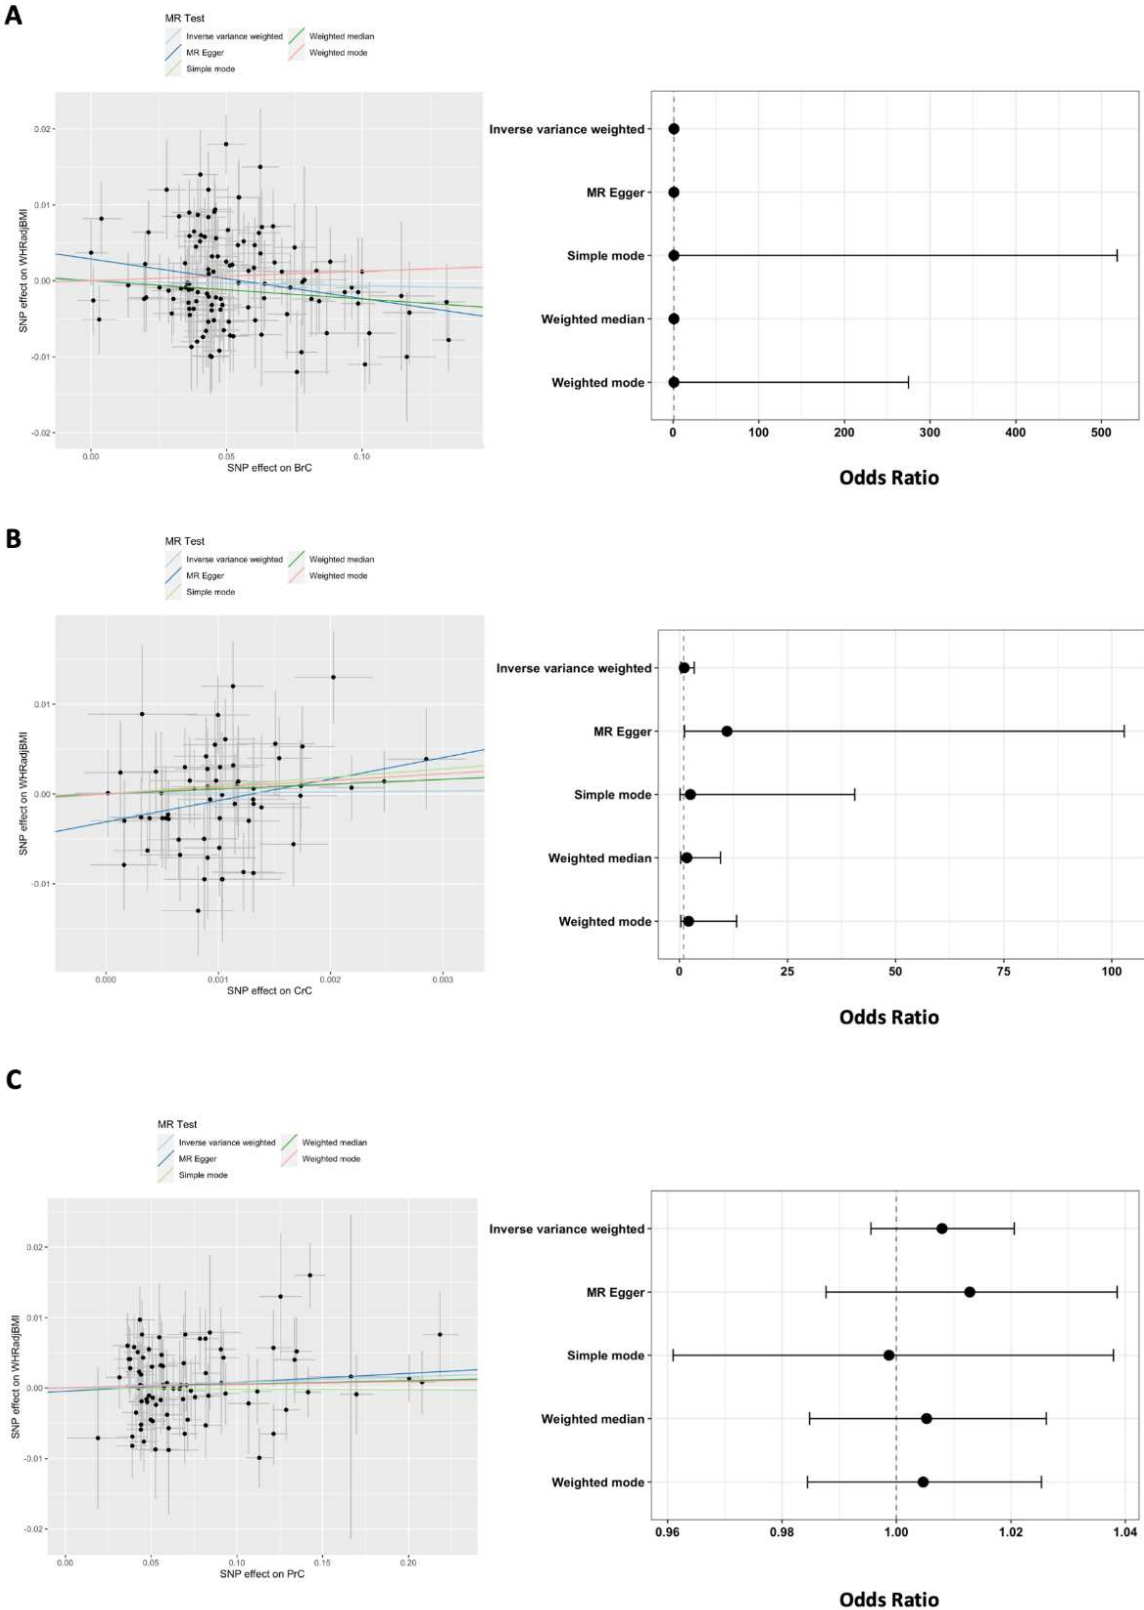 A
MR Test
Inverse variance weighted
Weighted median
MR Egger
Weighted mode
Simple mode
SNP effect on WHRadjBMI
0.02
0.01
0.00
-0.01
-0.02
0.00
0.05
0.10
SNP effect on BrC
Inverse variance weighted
MR Egger
Simple mode
Weighted median
Weighted mode
0
100
200
300
400
500
Odds Ratio
B
MR Test
Inverse variance weighted
Weighted median
MR Egger
Weighted mode
Simple mode
SNP effect on WHRadjBMI
0.01
0.00
-0.01
0.000
0.001
0.002
0.003
SNP effect on CrC
Inverse variance weighted
MR Egger
Simple mode
Weighted median
Weighted mode
0
25
50
75
100
Odds Ratio
C
MR Test
Inverse variance weighted
Weighted median
MR Egger
Weighted mode
Simple mode
SNP effect on WHRadjBMI
0.02
0.01
0.00
-0.01
-0.02
0.00
0.05
0.10
0.15
0.20
SNP effect on PrC
Inverse variance weighted
MR Egger
Simple mode
Weighted median
Weighted mode
0.96
0.98
1.00
1.02
1.04
Odds Ratio